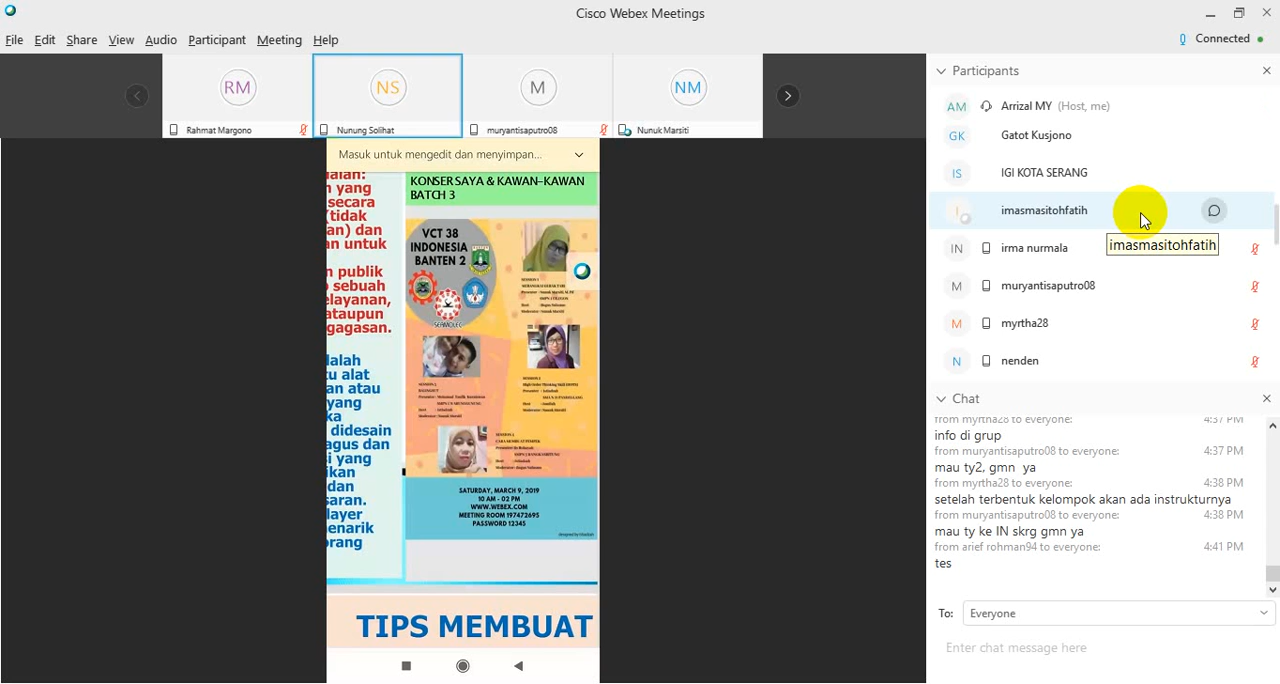 Cisco Webex Meetings
File Edit Share View Audio Participant Meeting Help
Connected
RM
Rahmat Margono
NS
Nunung Solihat
M
muryantisaputro08
NM
Nunuk Marsiti
Masuk untuk mengedit dan menyimpan...
alah:
n yang
secara
(tidak
an) dan
an untuk
n publik
sebuah
elayanan,
ataupun
gagasan.
alah
u alat
an atau
yang
ka
didesain
agus dan
si yang
ikan
dan
saran.
layer
enarik
orang
KONSER SAYA & KAWAN-KAWAN
BATCH 3
VCT 38
INDONESIA
BANTEN 2
SEAMOLEC
SATURDAY, MARCH 9, 2019
10 AM - 02 PM
WWW.WEBEX.COM
MEETING ROOM 197472695
PASSWORD 12345
TIPS MEMBUAT
Participants
AM Arrizal MY (Host, me)
GK Gatot Kusjono
IS IGI KOTA SERANG
I imasmasitohfatih
imasmasitohfatih
IN irma nurmala
M muryantisaputro08
M myrtha28
N nenden
Chat
from myrtha28 to everyone: 4:37 PM
info di grup
from muryantisaputro08 to everyone: 4:37 PM
mau ty2, gmn ya
from myrtha28 to everyone: 4:38 PM
setelah terbentuk kelompok akan ada instrukturnya
from muryantisaputro08 to everyone: 4:38 PM
mau ty ke IN skrg gmn ya
from arief rohman94 to everyone: 4:41 PM
tes
To: Everyone
Enter chat message here